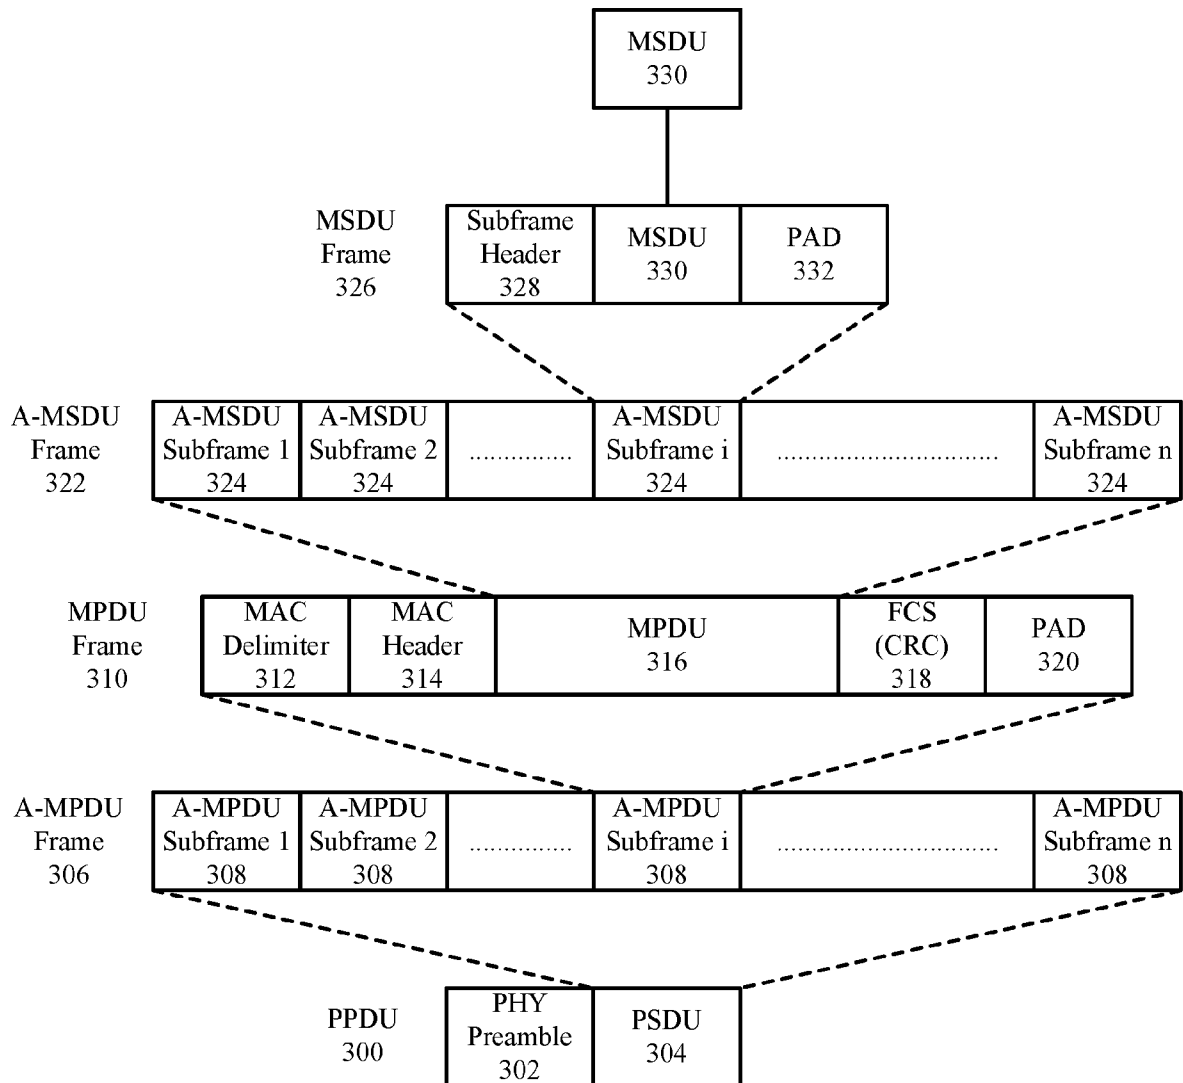 MSDU
330
MSDU
Frame
326
Subframe
Header
328
MSDU
330
PAD
332
A-MSDU
Frame
322
A-MSDU
Subframe 1
324
A-MSDU
Subframe 2
324
..............
A-MSDU
Subframe i
324
..............................
A-MSDU
Subframe n
324
MPDU
Frame
310
MAC
Delimiter
312
MAC
Header
314
MPDU
316
FCS
(CRC)
318
PAD
320
A-MPDU
Frame
306
A-MPDU
Subframe 1
308
A-MPDU
Subframe 2
308
..............
A-MPDU
Subframe i
308
..............................
A-MPDU
Subframe n
308
PPDU
300
PHY
Preamble
302
PSDU
304